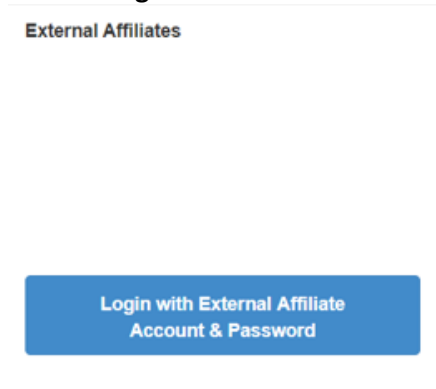 External Affiliates
Login with External Affiliate
Account & Password